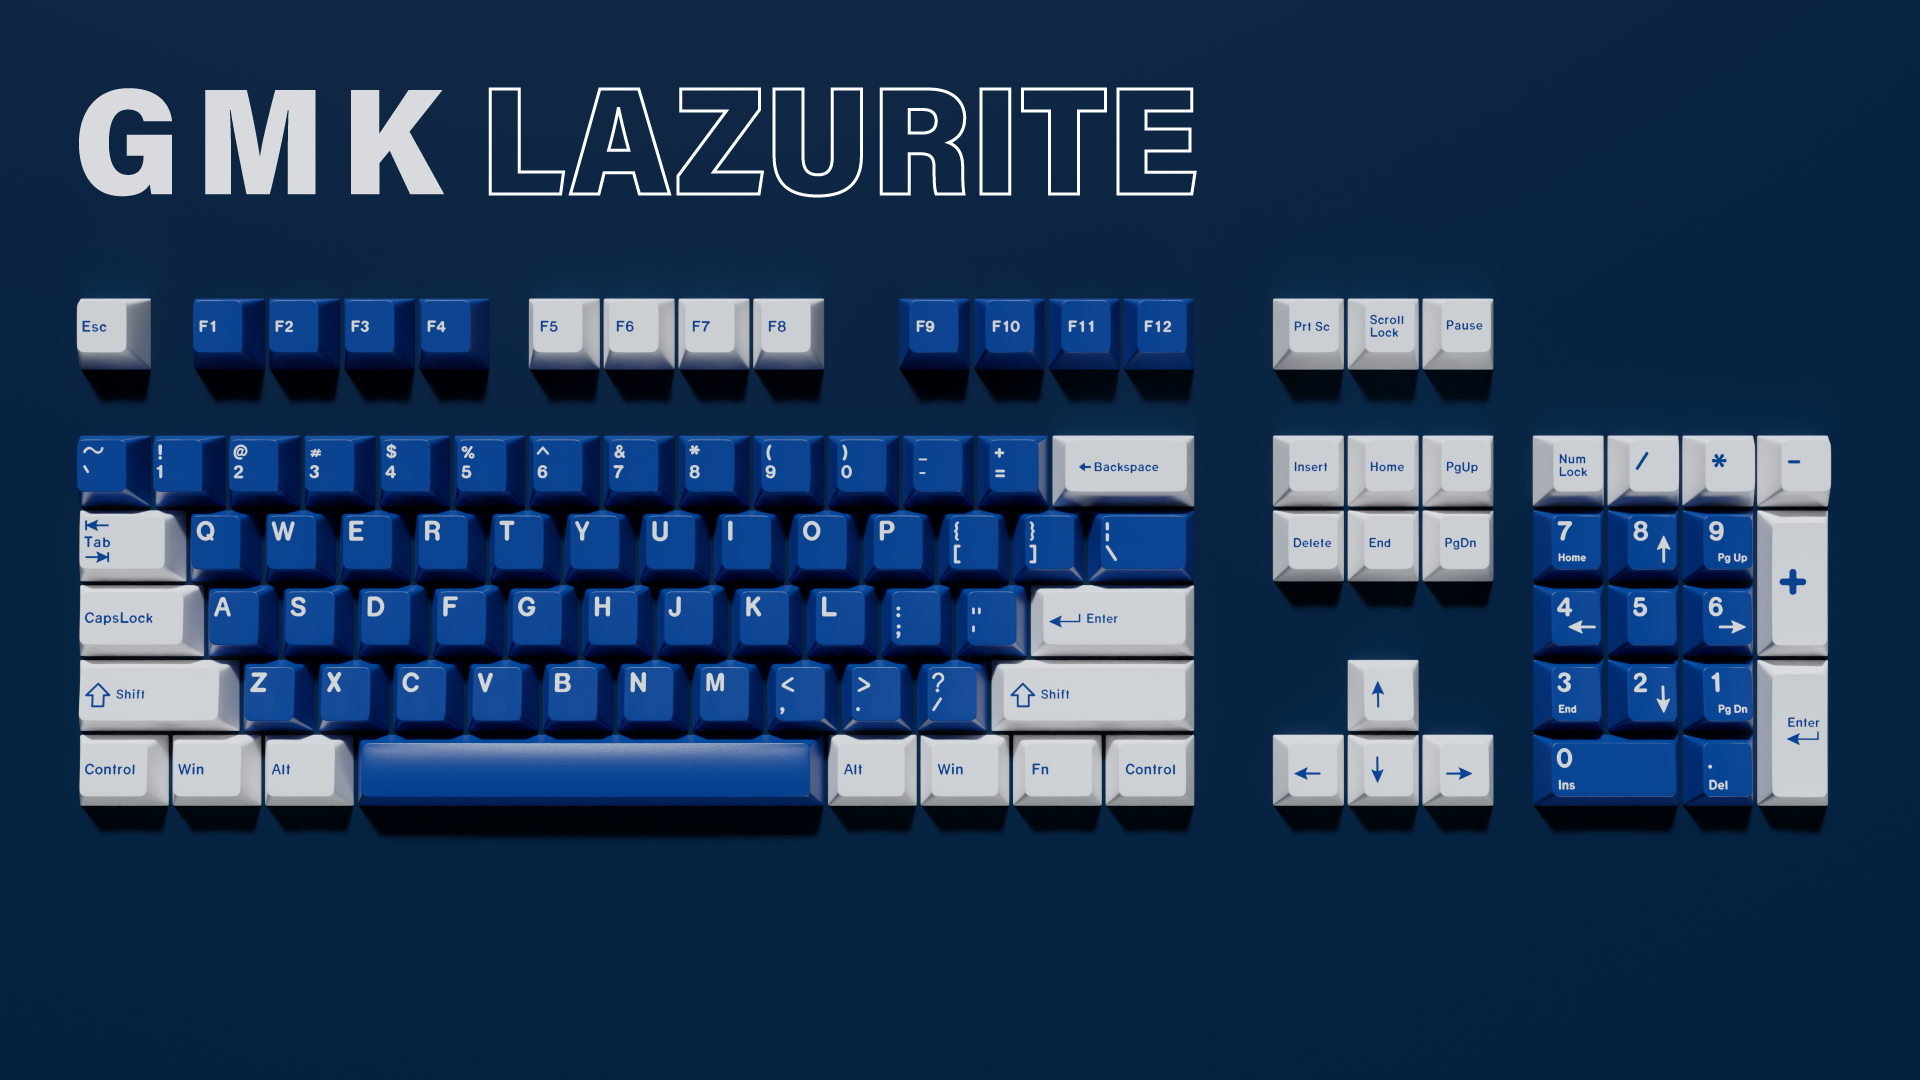 GMK LAZURITE
Esc F1 F2 F3 F4 F5 F6 F7 F8 F9 F10 F11 F12 Prt Sc Scroll Lock Pause
~ ! @ # $ % ^ & * ( ) _ +
` 1 2 3 4 5 6 7 8 9 0 - = ←Backspace Insert Home PgUp Num Lock / * -
Tab Q W E R T Y U I O P { [ } ] ¦ \ Delete End PgDn 7 Home 8 ↑ 9 Pg Up +
CapsLock A S D F G H J K L : ; " ' Enter 4 ← 5 6 →
Shift Z X C V B N M < , > . ? / Shift ↑ 3 End 2 ↓ 1 Pg Dn Enter
Control Win Alt Alt Win Fn Control ← ↓ → 0 Ins . Del